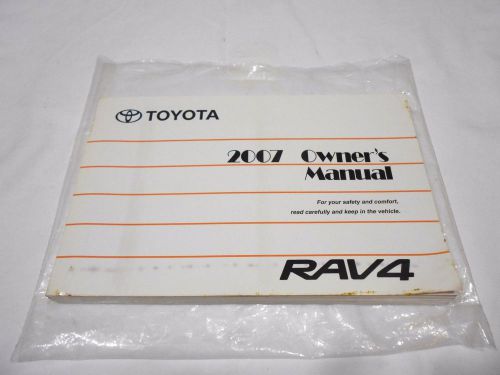 TOYOTA
2007 Owner's
Manual
For your safety and comfort,
read carefully and keep in the vehicle.
RAV4